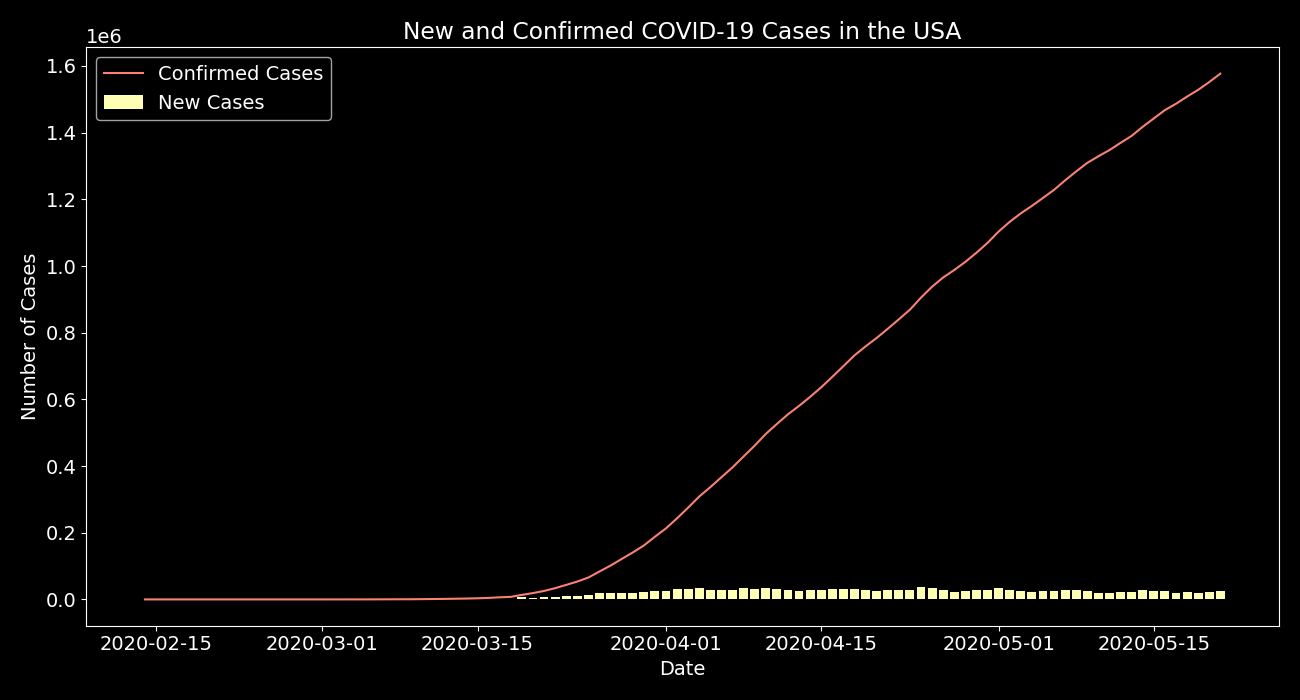 New and Confirmed COVID-19 Cases in the USA
1e6
Confirmed Cases
New Cases
1.6
1.4
1.2
1.0
0.8
0.6
0.4
0.2
0.0
Number of Cases
2020-02-15 2020-03-01 2020-03-15 2020-04-01 2020-04-15 2020-05-01 2020-05-15
Date